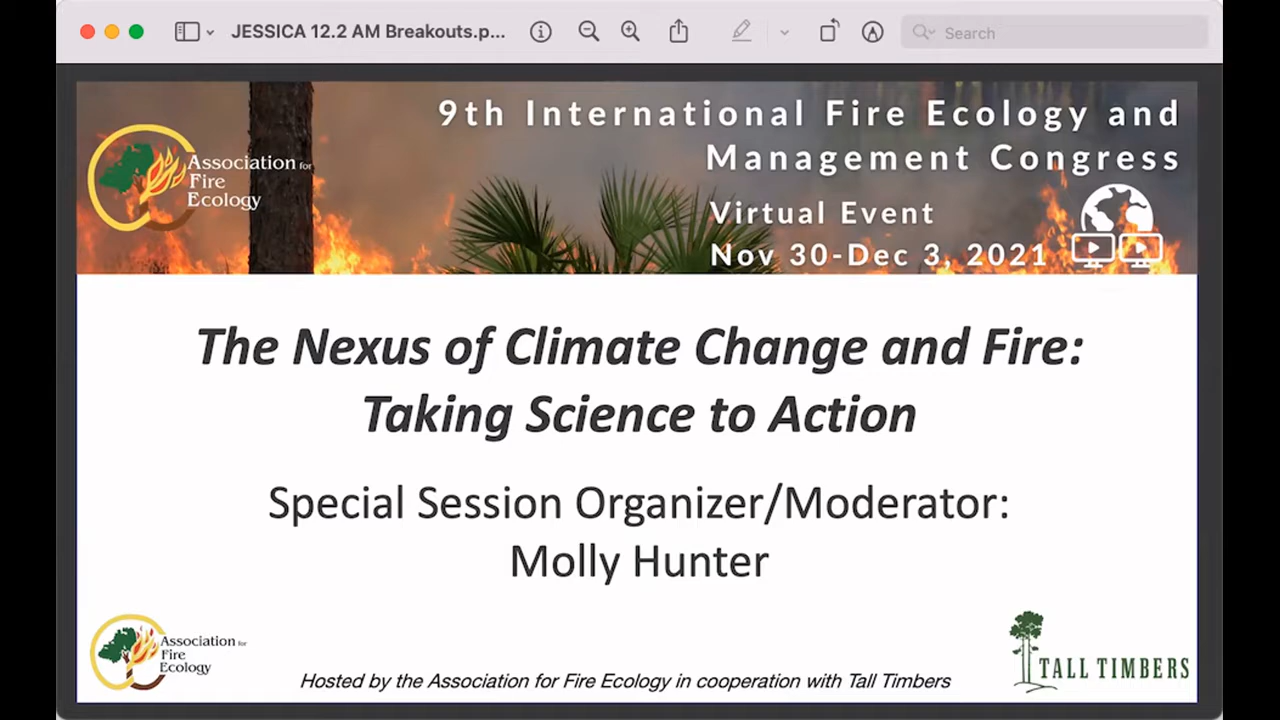 JESSICA 12.2 AM Breakouts.p...
Search
9th International Fire Ecology and
Management Congress
Virtual Event
Nov 30-Dec 3, 2021
Association for
Fire
Ecology
The Nexus of Climate Change and Fire:
Taking Science to Action
Special Session Organizer/Moderator:
Molly Hunter
Association for
Fire
Ecology
Hosted by the Association for Fire Ecology in cooperation with Tall Timbers
TALL TIMBERS